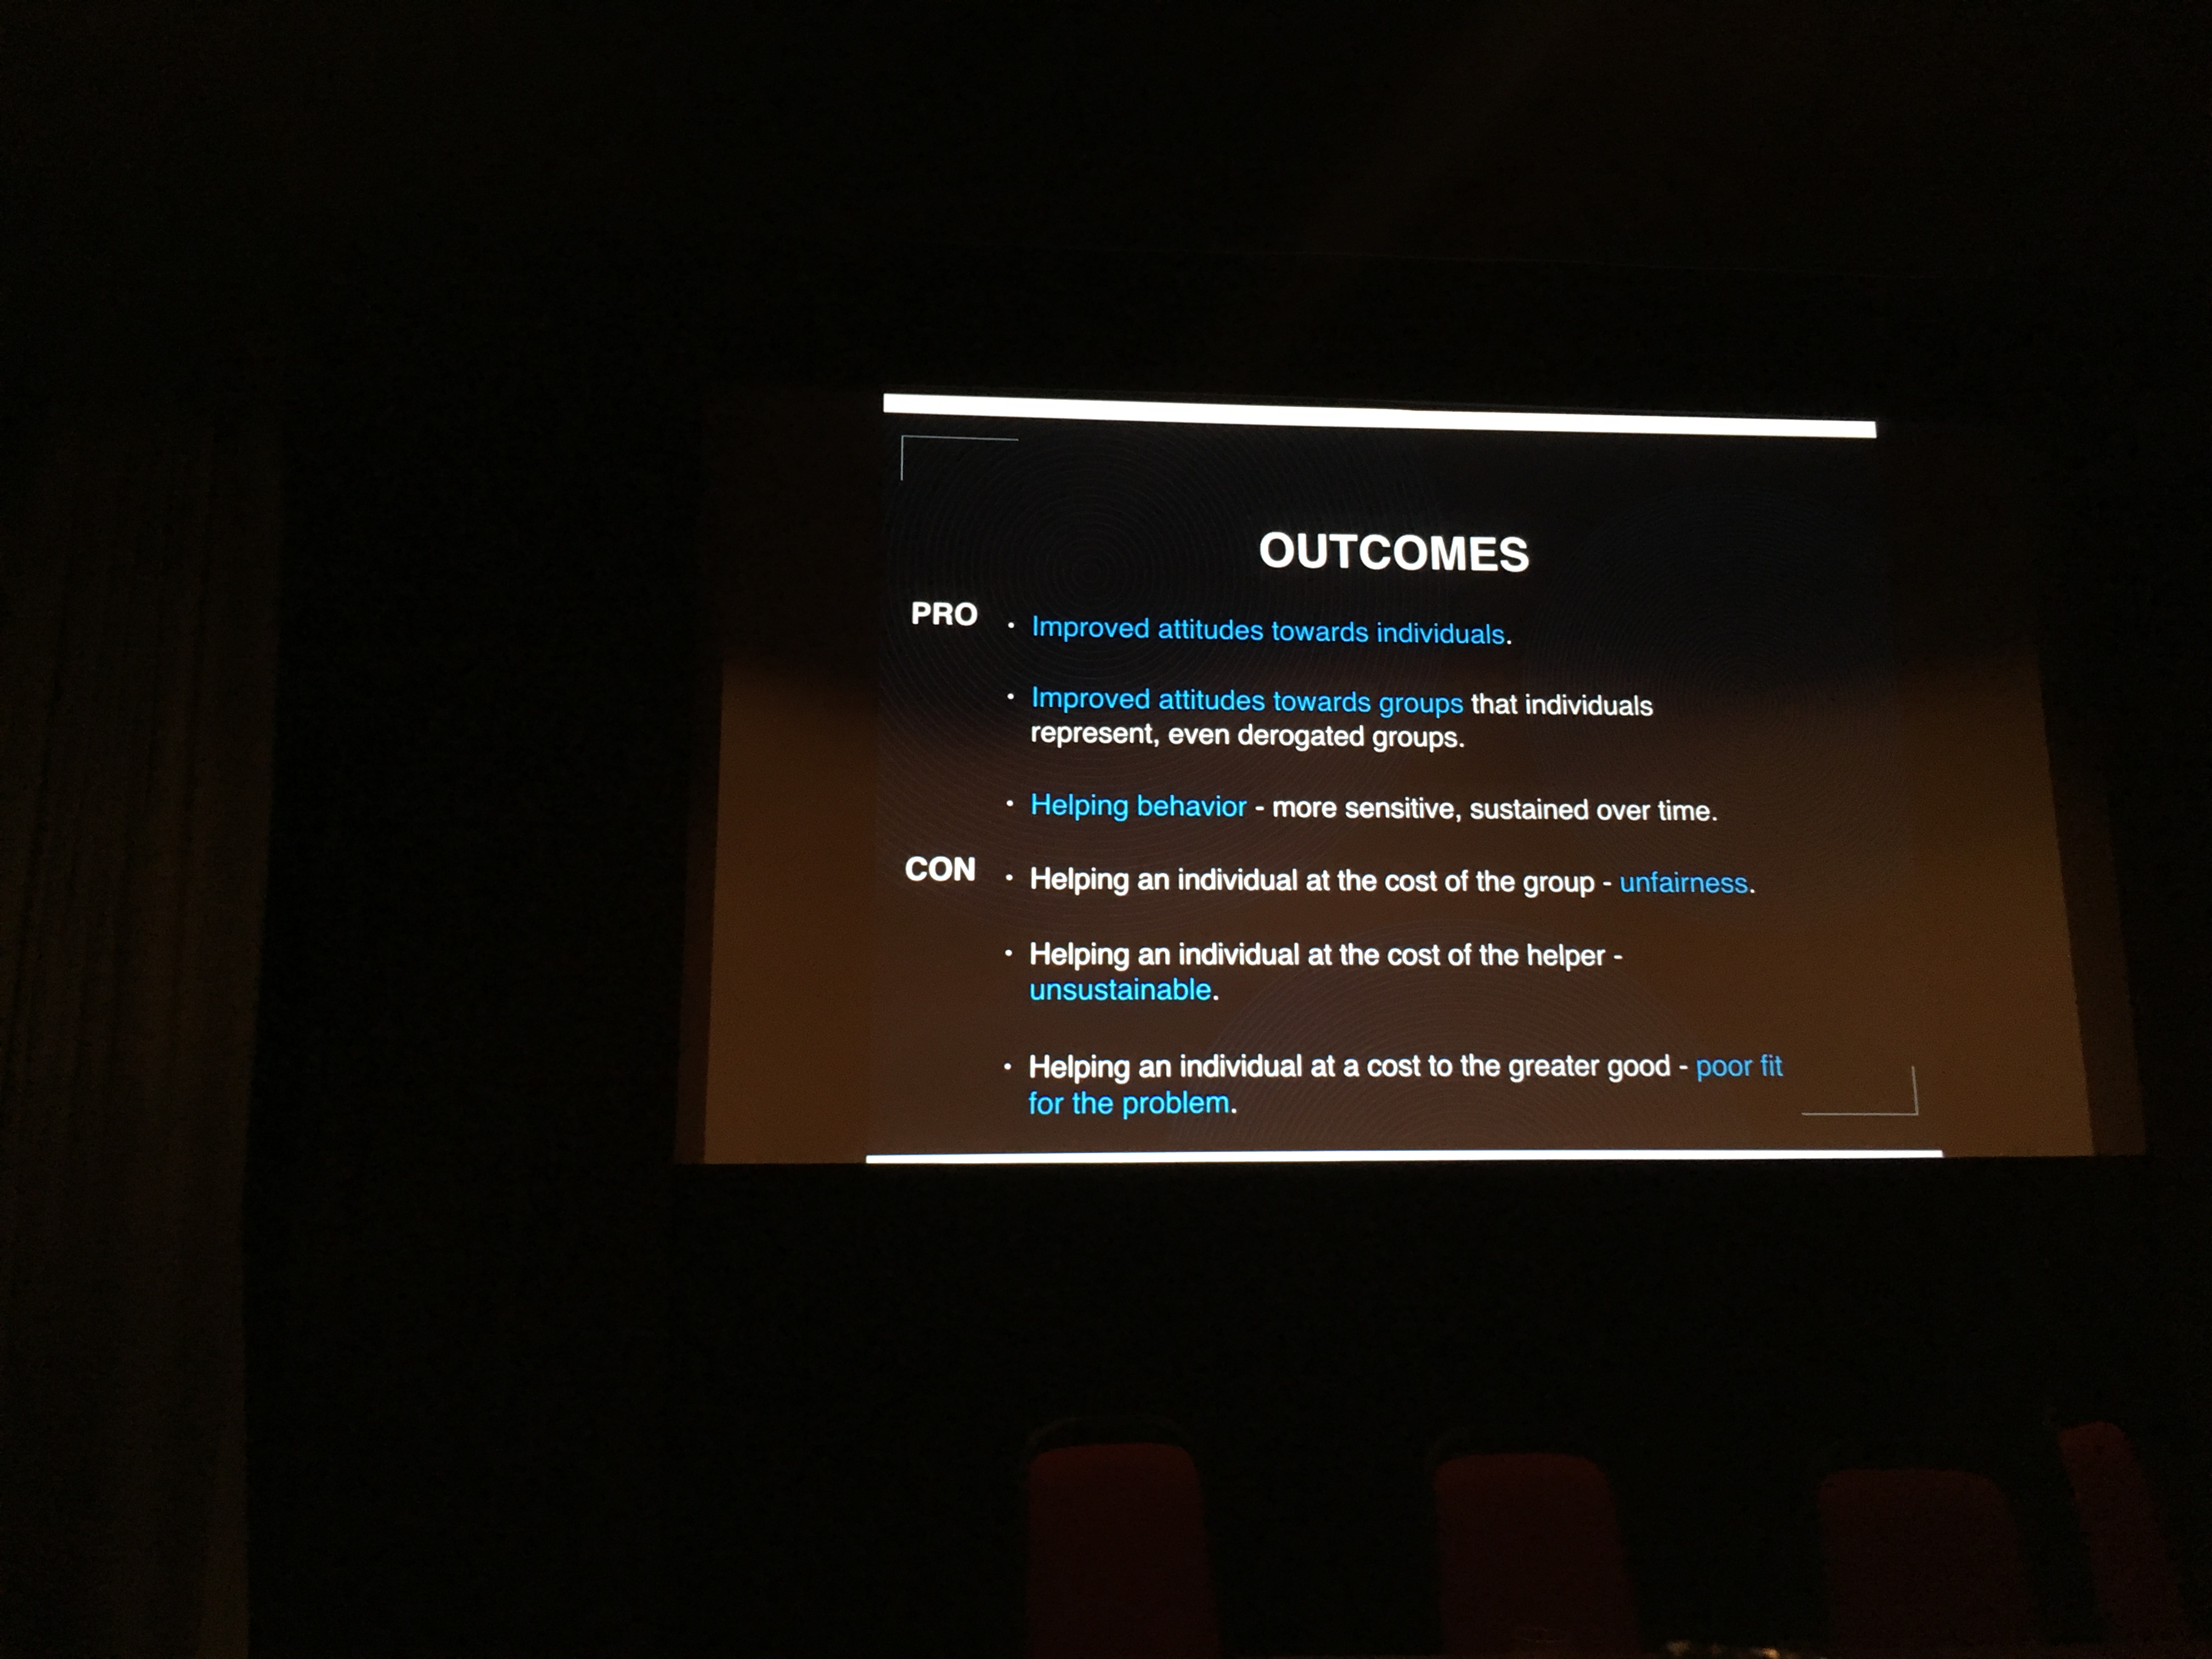 OUTCOMES
PRO
• Improved attitudes towards individuals.
• Improved attitudes towards groups that individuals
represent, even derogated groups.
• Helping behavior - more sensitive, sustained over time.
CON
• Helping an individual at the cost of the group - unfairness.
• Helping an individual at the cost of the helper -
unsustainable.
• Helping an individual at a cost to the greater good - poor fit
for the problem.